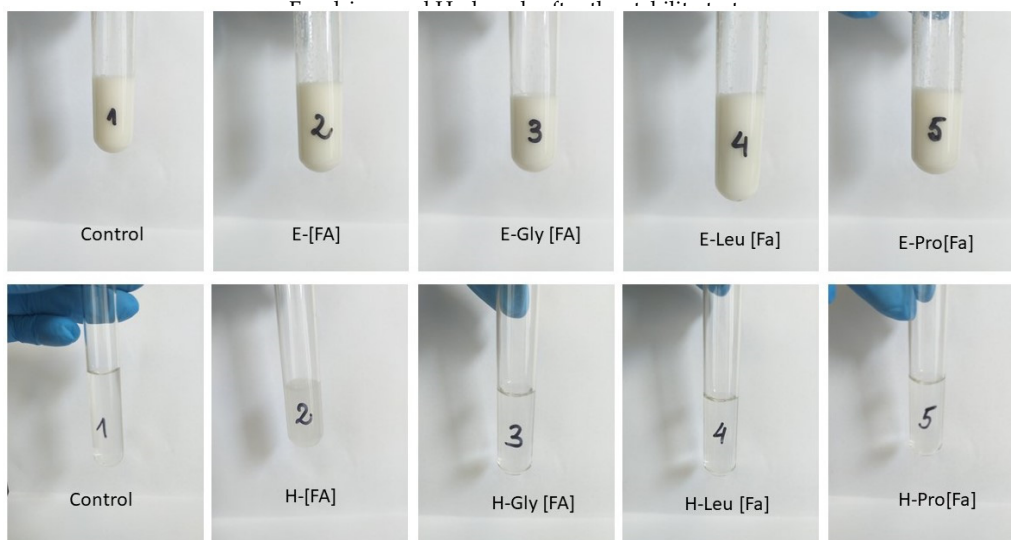 1
2
3
4
5
Control
E-[FA]
E-Gly [FA]
E-Leu [Fa]
E-Pro[Fa]
1
2
3
4
5
Control
H-[FA]
H-Gly [FA]
H-Leu [Fa]
H-Pro[Fa]